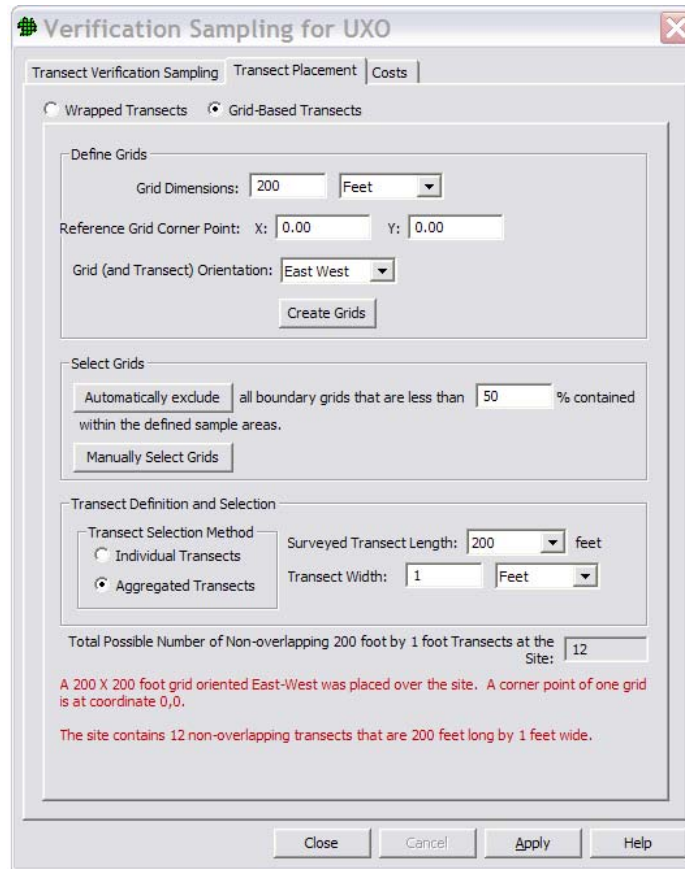 Verification Sampling for UXO
Transect Verification Sampling Transect Placement Costs
Wrapped Transects Grid-Based Transects
Define Grids
Grid Dimensions: 200 Feet
Reference Grid Corner Point: X: 0.00 Y: 0.00
Grid (and Transect) Orientation: East West
Create Grids
Select Grids
Automatically exclude all boundary grids that are less than 50 % contained
within the defined sample areas.
Manually Select Grids
Transect Definition and Selection
Transect Selection Method
Individual Transects
Aggregated Transects
Surveyed Transect Length: 200 feet
Transect Width: 1 Feet
Total Possible Number of Non-overlapping 200 foot by 1 foot Transects at the
Site: 12
A 200 X 200 foot grid oriented East-West was placed over the site. A corner point of one grid
is at coordinate 0,0.
The site contains 12 non-overlapping transects that are 200 feet long by 1 feet wide.
Close Cancel Apply Help